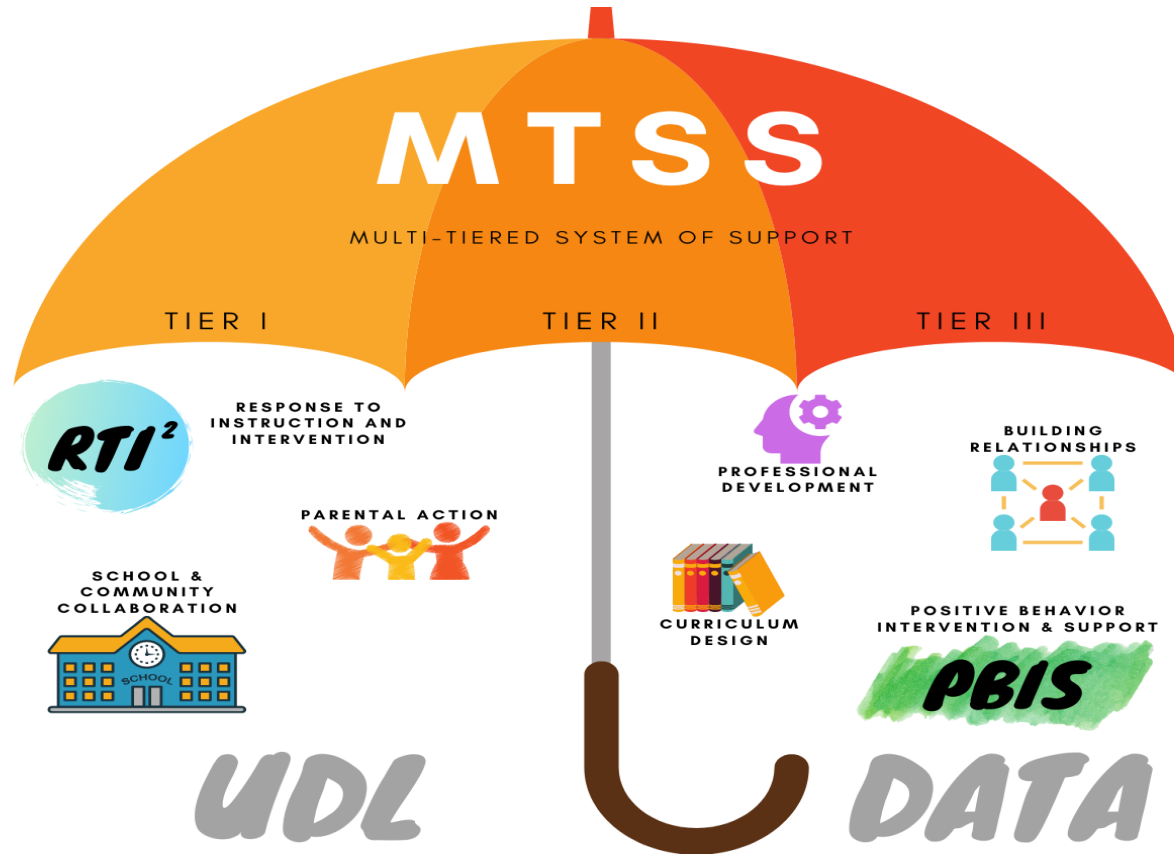 MTSS
MULTI-TIERED SYSTEM OF SUPPORT
TIER I
TIER II
TIER III
RTI²
RESPONSE TO
INSTRUCTION AND
INTERVENTION
PARENTAL ACTION
SCHOOL &
COMMUNITY
COLLABORATION
SCHOOL
PROFESSIONAL
DEVELOPMENT
CURRICULUM
DESIGN
BUILDING
RELATIONSHIPS
POSITIVE BEHAVIOR
INTERVENTION & SUPPORT
PBIS
UDL
DATA